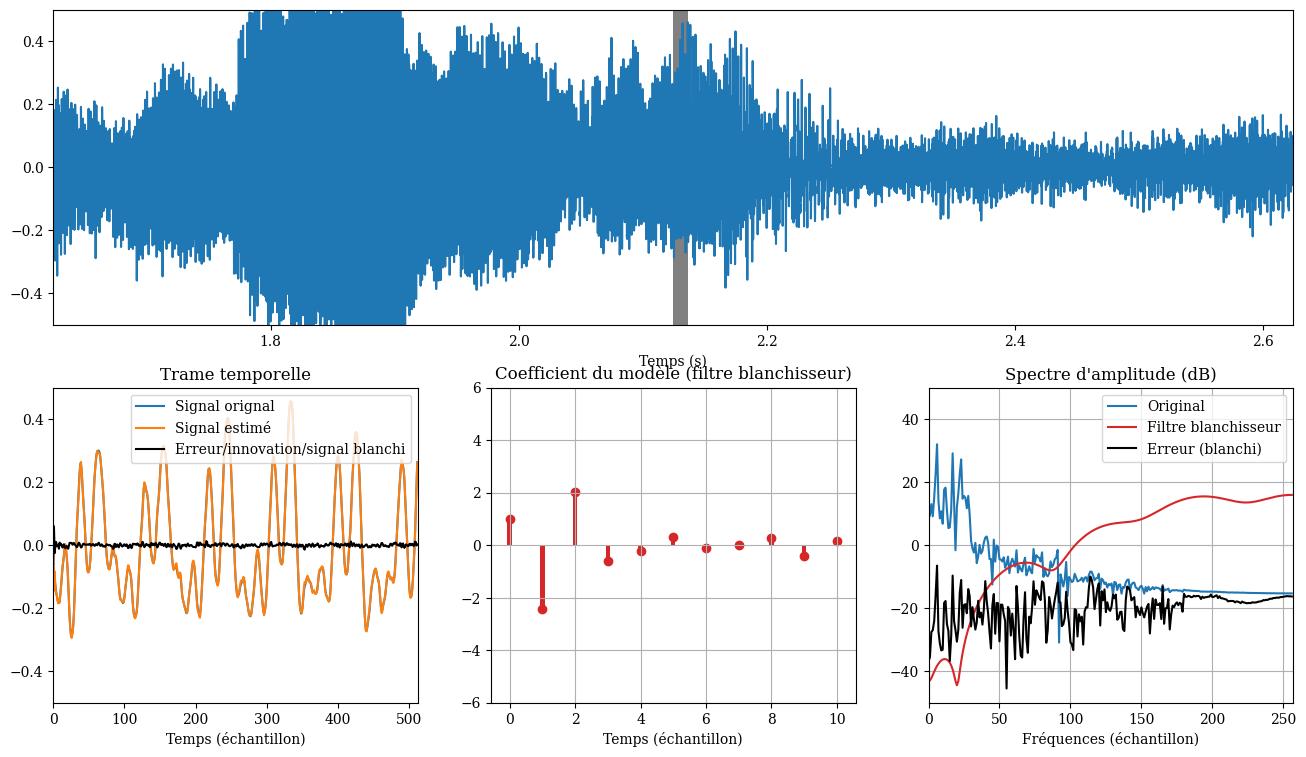 0.4
0.2
0.0
−0.2
−0.4
1.8 2.0 2.2 2.4 2.6
Temps (s)
Trame temporelle
Signal orignal
Signal estimé
Erreur/innovation/signal blanchi
0.4
0.2
0.0
−0.2
−0.4
0 100 200 300 400 500
Temps (échantillon)
Coefficient du modèle (filtre blanchisseur)
6
4
2
0
−2
−4
−6
0 2 4 6 8 10
Temps (échantillon)
Spectre d'amplitude (dB)
Original
Filtre blanchisseur
Erreur (blanchi)
40
20
0
−20
−40
0 50 100 150 200 250
Fréquences (échantillon)